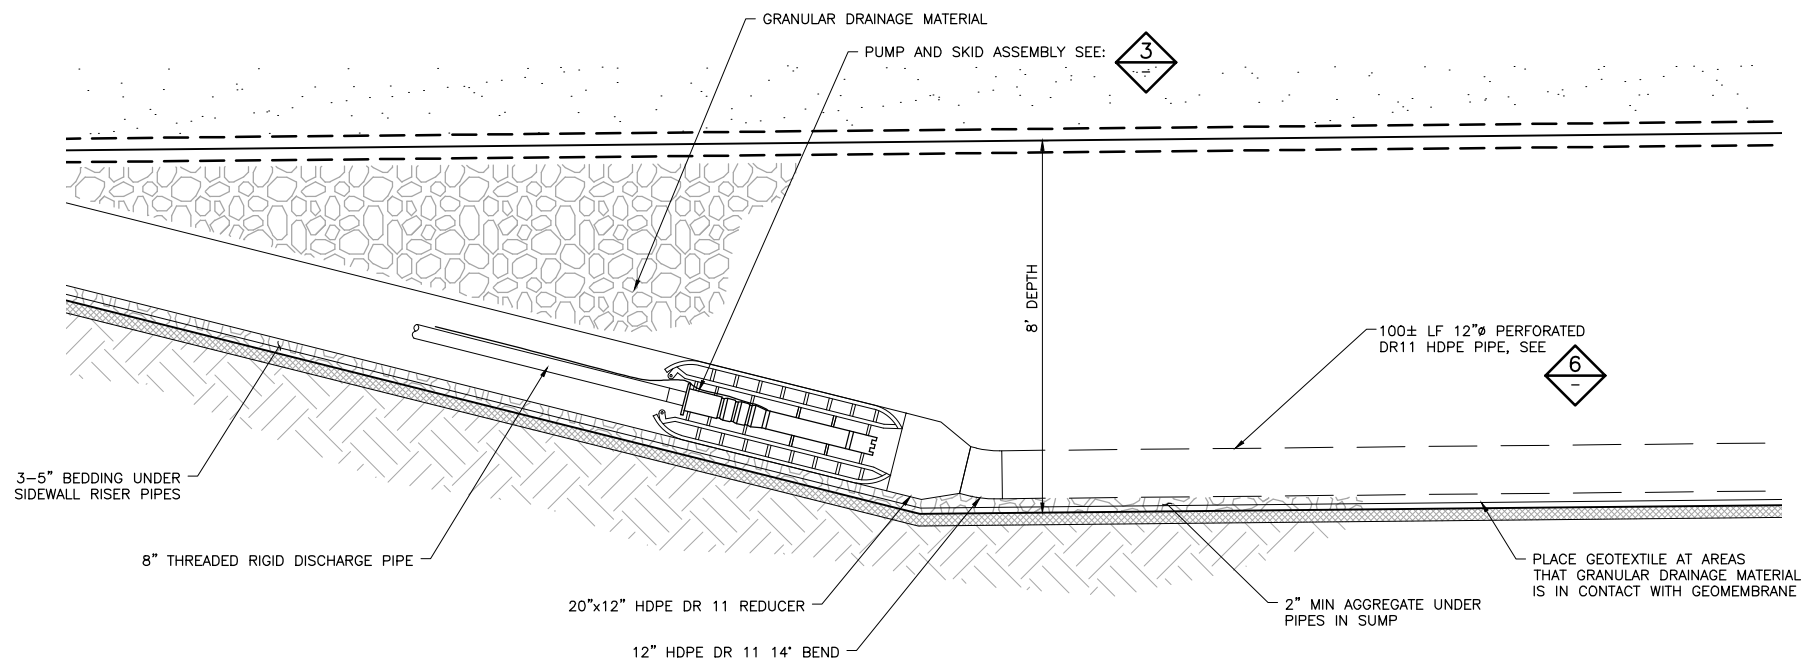 GRANULAR DRAINAGE MATERIAL
PUMP AND SKID ASSEMBLY SEE:
3
–
8' DEPTH
100± LF 12"ø PERFORATED
DR11 HDPE PIPE, SEE
6
–
3–5" BEDDING UNDER
SIDEWALL RISER PIPES
8" THREADED RIGID DISCHARGE PIPE
20"x12" HDPE DR 11 REDUCER
12" HDPE DR 11 14° BEND
2" MIN AGGREGATE UNDER
PIPES IN SUMP
PLACE GEOTEXTILE AT AREAS
THAT GRANULAR DRAINAGE MATERIAL
IS IN CONTACT WITH GEOMEMBRANE